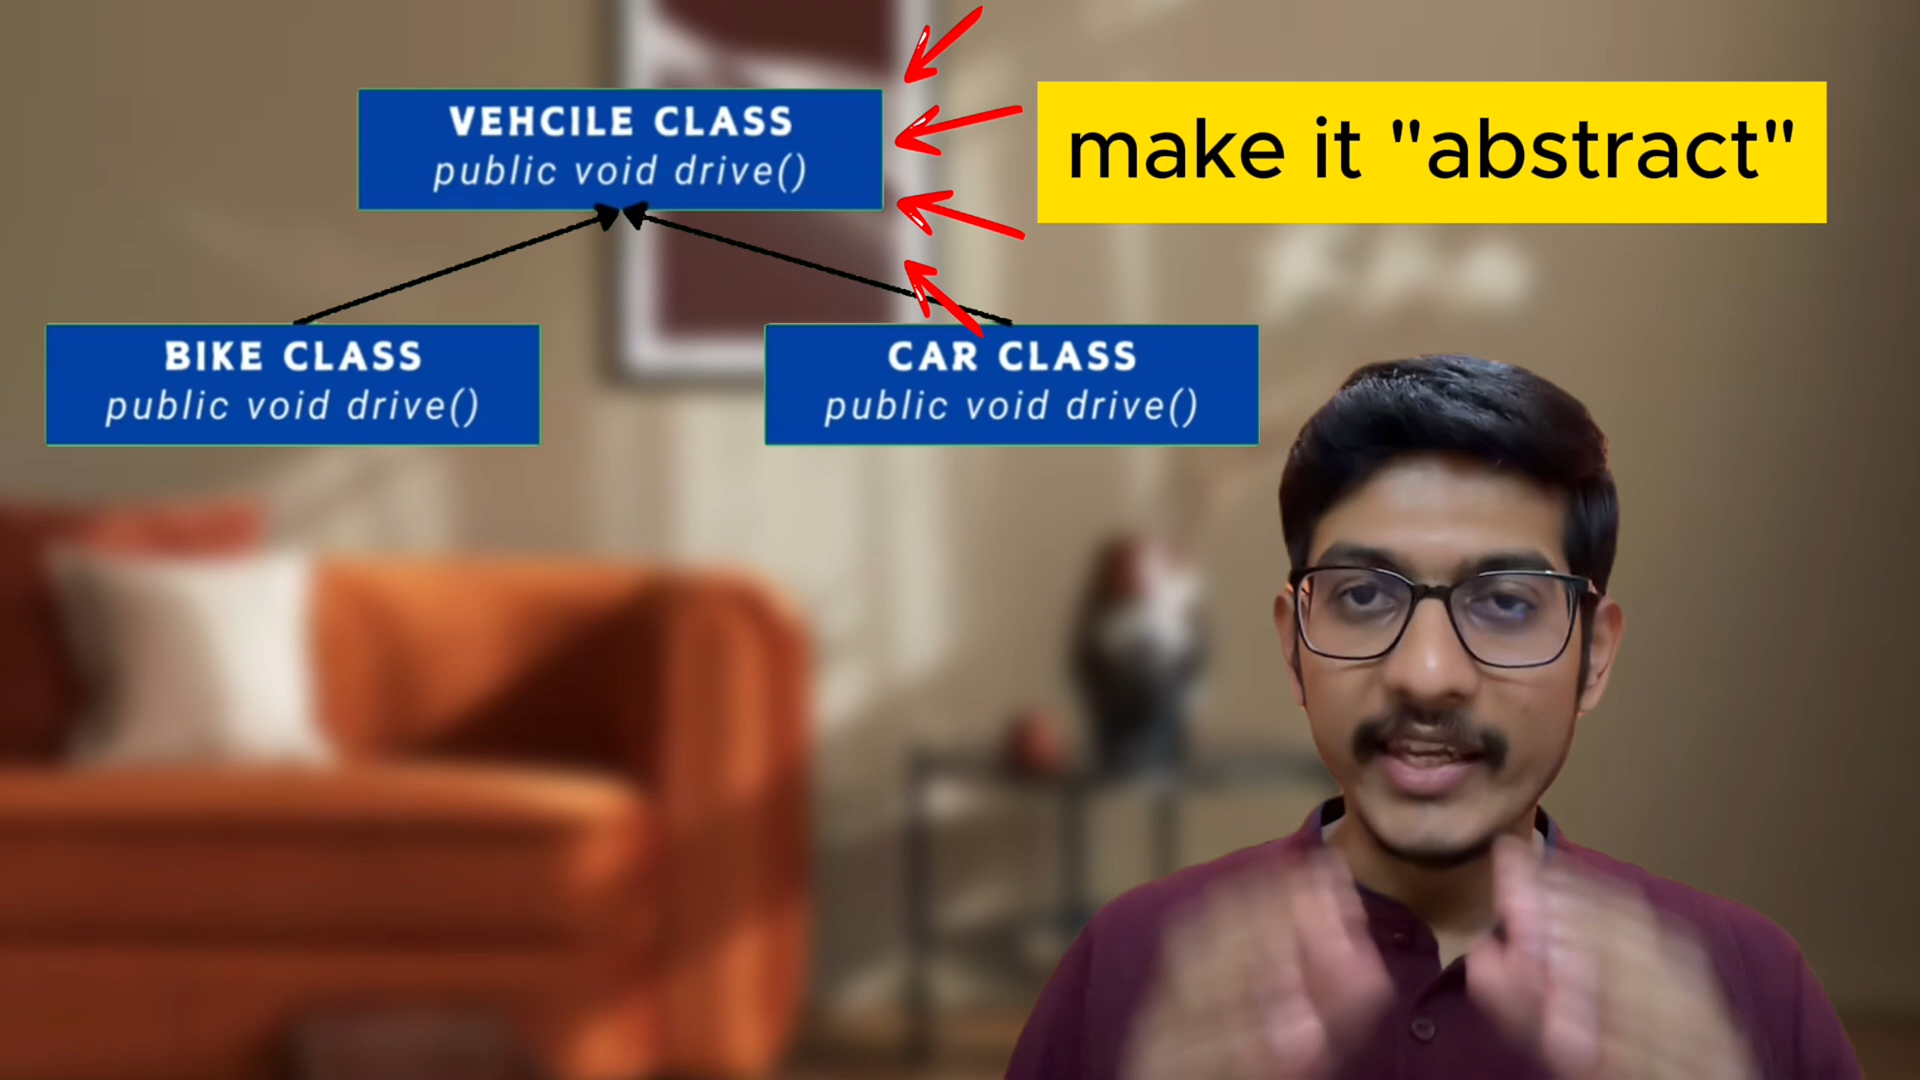 VEHCILE CLASS
public void drive()
make it "abstract"
BIKE CLASS
public void drive()
CAR CLASS
public void drive()